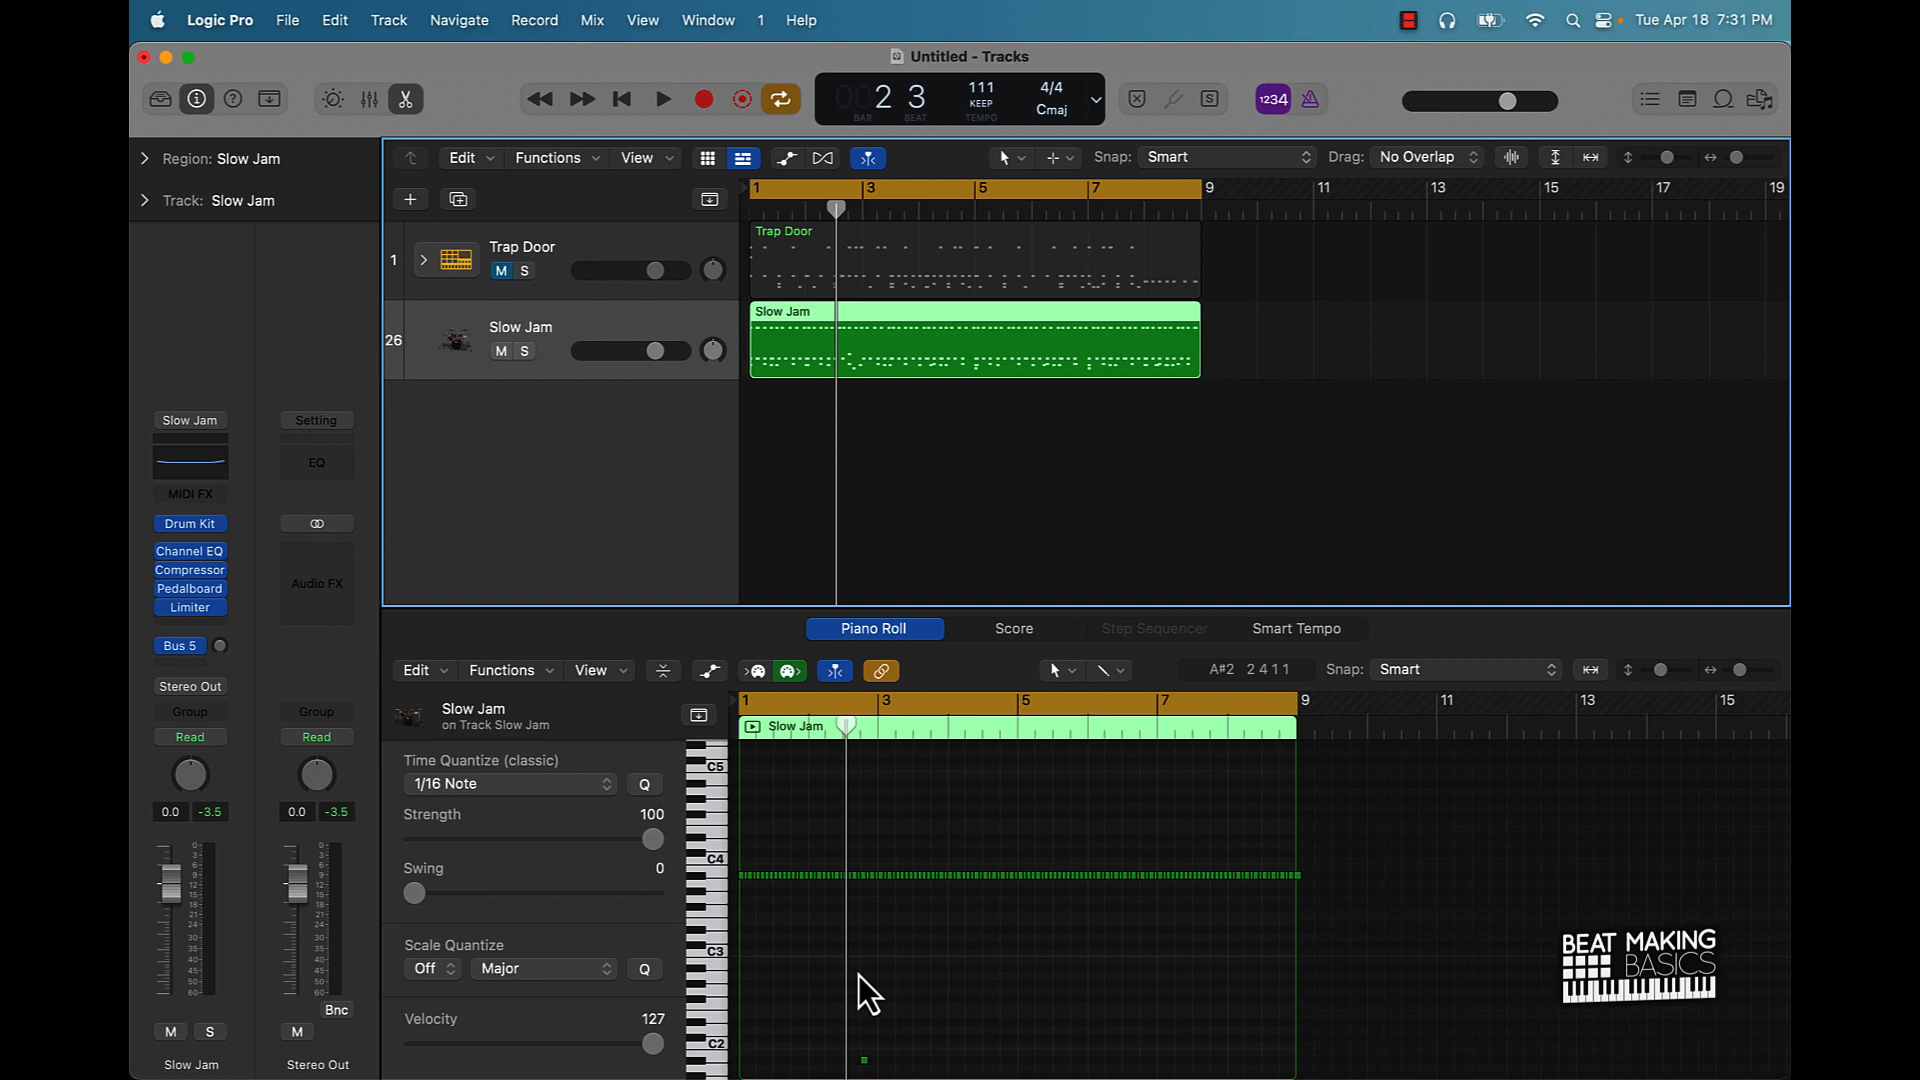 Logic Pro File Edit Track Navigate Record Mix View Window 1 Help Tue Apr 18 7:31 PM
Untitled - Tracks
002 3 111 4/4
KEEP Cmaj
BAR BEAT TEMPO
1234
Region: Slow Jam
Edit Functions View Snap: Smart Drag: No Overlap
Track: Slow Jam
1 3 5 7 9 11 13 15 17 19
1 Trap Door
M S
Trap Door
26 Slow Jam
M S
Slow Jam
Slow Jam Setting
EQ
MIDI FX
Drum Kit
Channel EQ
Compressor
Pedalboard
Limiter
Audio FX
Bus 5
Stereo Out
Group Group
Read Read
0.0 -3.5 0.0 -3.5
Bnc
M S M
Slow Jam Stereo Out
Piano Roll Score Step Sequencer Smart Tempo
Edit Functions View A#2 2 4 1 1 Snap: Smart
1 3 5 7 9 11 13 15
Slow Jam
on Track Slow Jam
Slow Jam
Time Quantize (classic)
1/16 Note Q
Strength 100
Swing 0
Scale Quantize
Off Major Q
Velocity 127
C5
C4
C3
C2
BEAT MAKING
BASICS